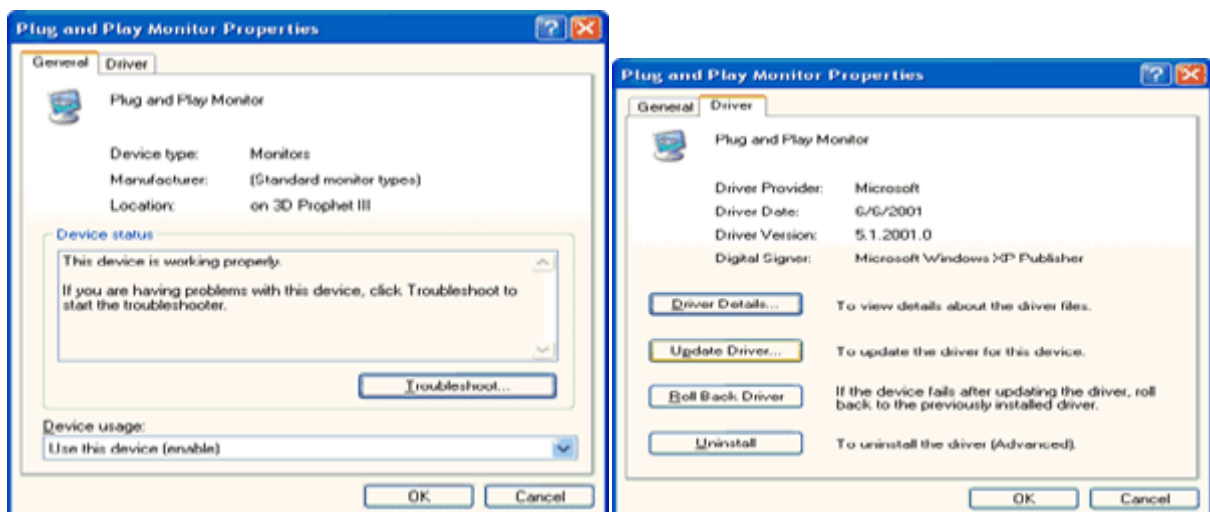 Plug and Play Monitor Properties
General Driver
Plug and Play Monitor
Device type: Monitors
Manufacturer: (Standard monitor types)
Location: on 3D Prophet III
Device status
This device is working properly.
If you are having problems with this device, click Troubleshoot to
start the troubleshooter.
Troubleshoot...
Device usage:
Use this device (enable)
OK Cancel
Plug and Play Monitor Properties
General Driver
Plug and Play Monitor
Driver Provider: Microsoft
Driver Date: 6/6/2001
Driver Version: 5.1.2001.0
Digital Signer: Microsoft Windows XP Publisher
Driver Details... To view details about the driver files.
Update Driver... To update the driver for this device.
Roll Back Driver If the device fails after updating the driver, roll
back to the previously installed driver.
Uninstall To uninstall the driver (Advanced).
OK Cancel